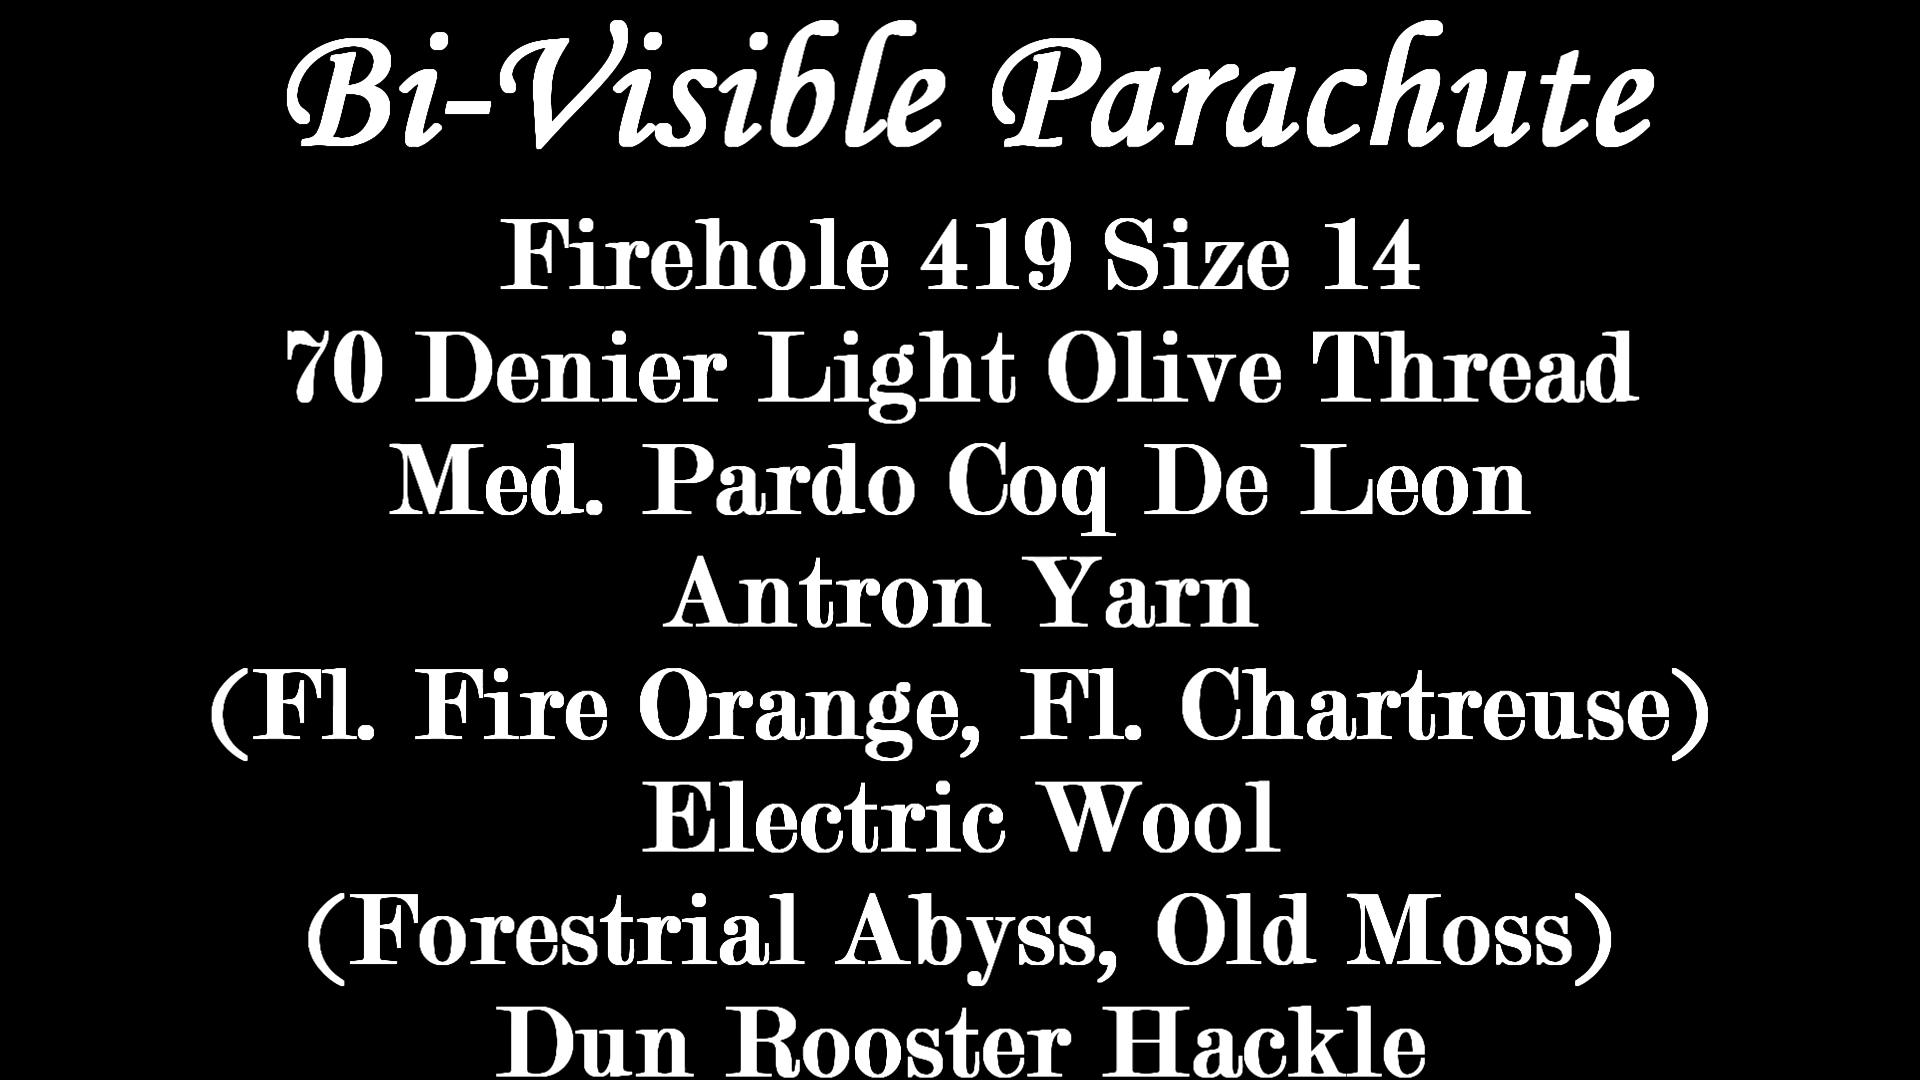 Bi-Visible Parachute
Firehole 419 Size 14
70 Denier Light Olive Thread
Med. Pardo Coq De Leon
Antron Yarn
(Fl. Fire Orange, Fl. Chartreuse)
Electric Wool
(Forestrial Abyss, Old Moss)
Dun Rooster Hackle